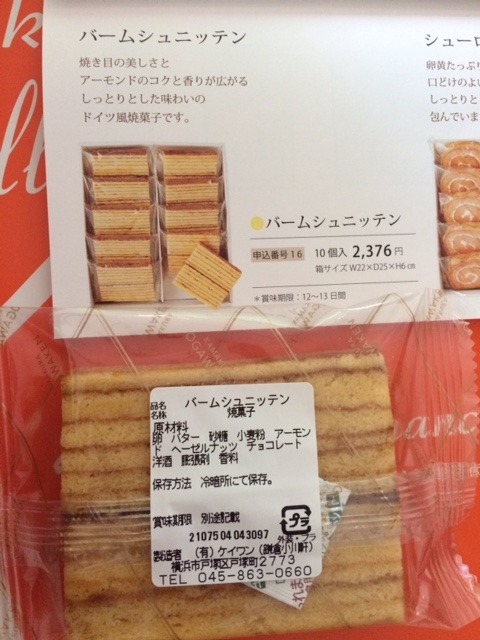 バームシュニッテン
焼き目の美しさと
アーモンドのコクと香りが広がる
しっとりとした味わいの
ドイツ風焼菓子です。
シューロ
卵黄たっぷり
口どけのよい
しっとりと
包んでいま
バームシュニッテン
申込番号16 10個入 2,376円
箱サイズ W22×D25×H6cm
*賞味期限:12〜13日間
品名 バームシュニッテン
名称 焼菓子
原材料
卵 バター 砂糖 小麦粉 アーモン
ド ヘーゼルナッツ チョコレート
洋酒 膨張剤 香料
保存方法 冷暗所にて保存。
賞味期限 別途記載
21075 04 043097
プラ
外装・プラ
製造者 (有)ケイワン(鎌倉小川軒)
横浜市戸塚区戸塚町2773
TEL 045-863-0660